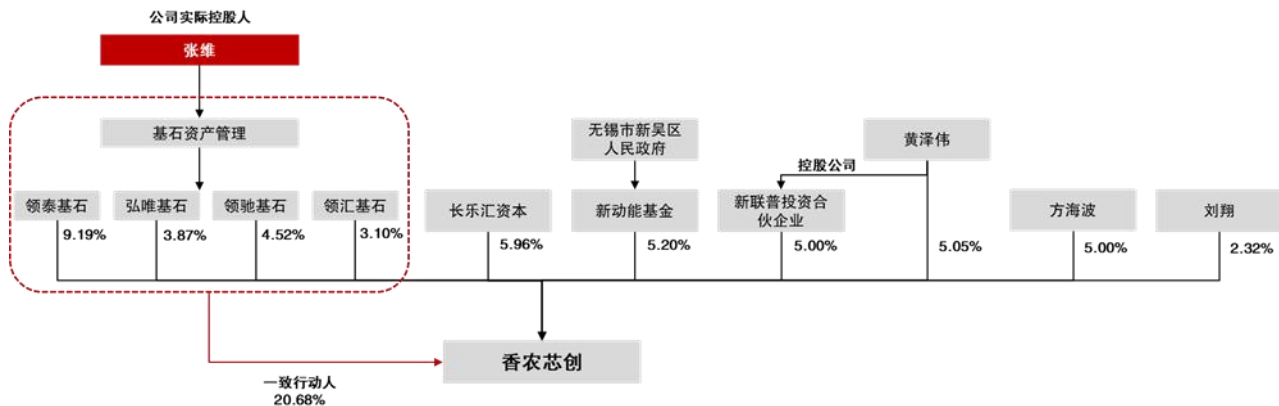 公司实际控股人
张维
基石资产管理
无锡市新吴区
人民政府
黄泽伟
控股公司
领泰基石
弘唯基石
领驰基石
领汇基石
长乐汇资本
新动能基金
新联普投资合
伙企业
方海波
刘翔
9.19%
3.87%
4.52%
3.10%
5.96%
5.20%
5.00%
5.05%
5.00%
2.32%
香农芯创
一致行动人
20.68%